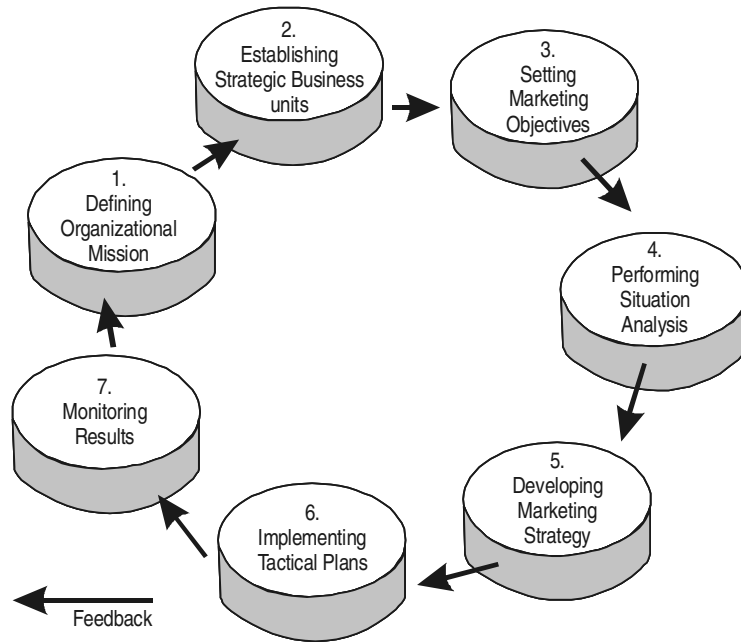 1.
Defining
Organizational
Mission
2.
Establishing
Strategic Business
units
3.
Setting
Marketing
Objectives
4.
Performing
Situation
Analysis
5.
Developing
Marketing
Strategy
6.
Implementing
Tactical Plans
7.
Monitoring
Results
Feedback